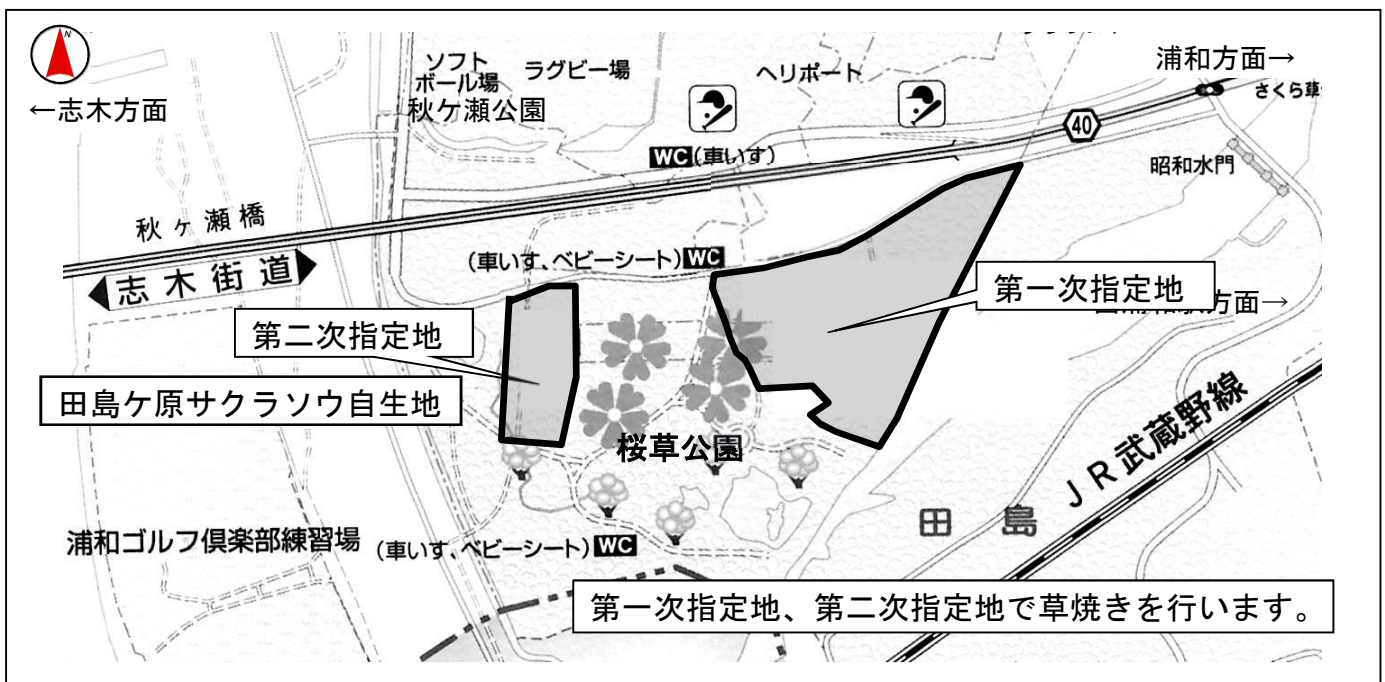 N
浦和方面→
ソフト
ボール場
ラグビー場
ヘリポート
さくら草
←志木方面
秋ケ瀬公園
40
WC(車いす)
昭和水門
秋ヶ瀬橋
(車いす、ベビーシート)WC
志木街道
第一次指定地
方面→
第二次指定地
田島ケ原サクラソウ自生地
JR武蔵野線
桜草公園
田島
浦和ゴルフ倶楽部練習場
(車いす、ベビーシート)WC
第一次指定地、第二次指定地で草焼きを行います。